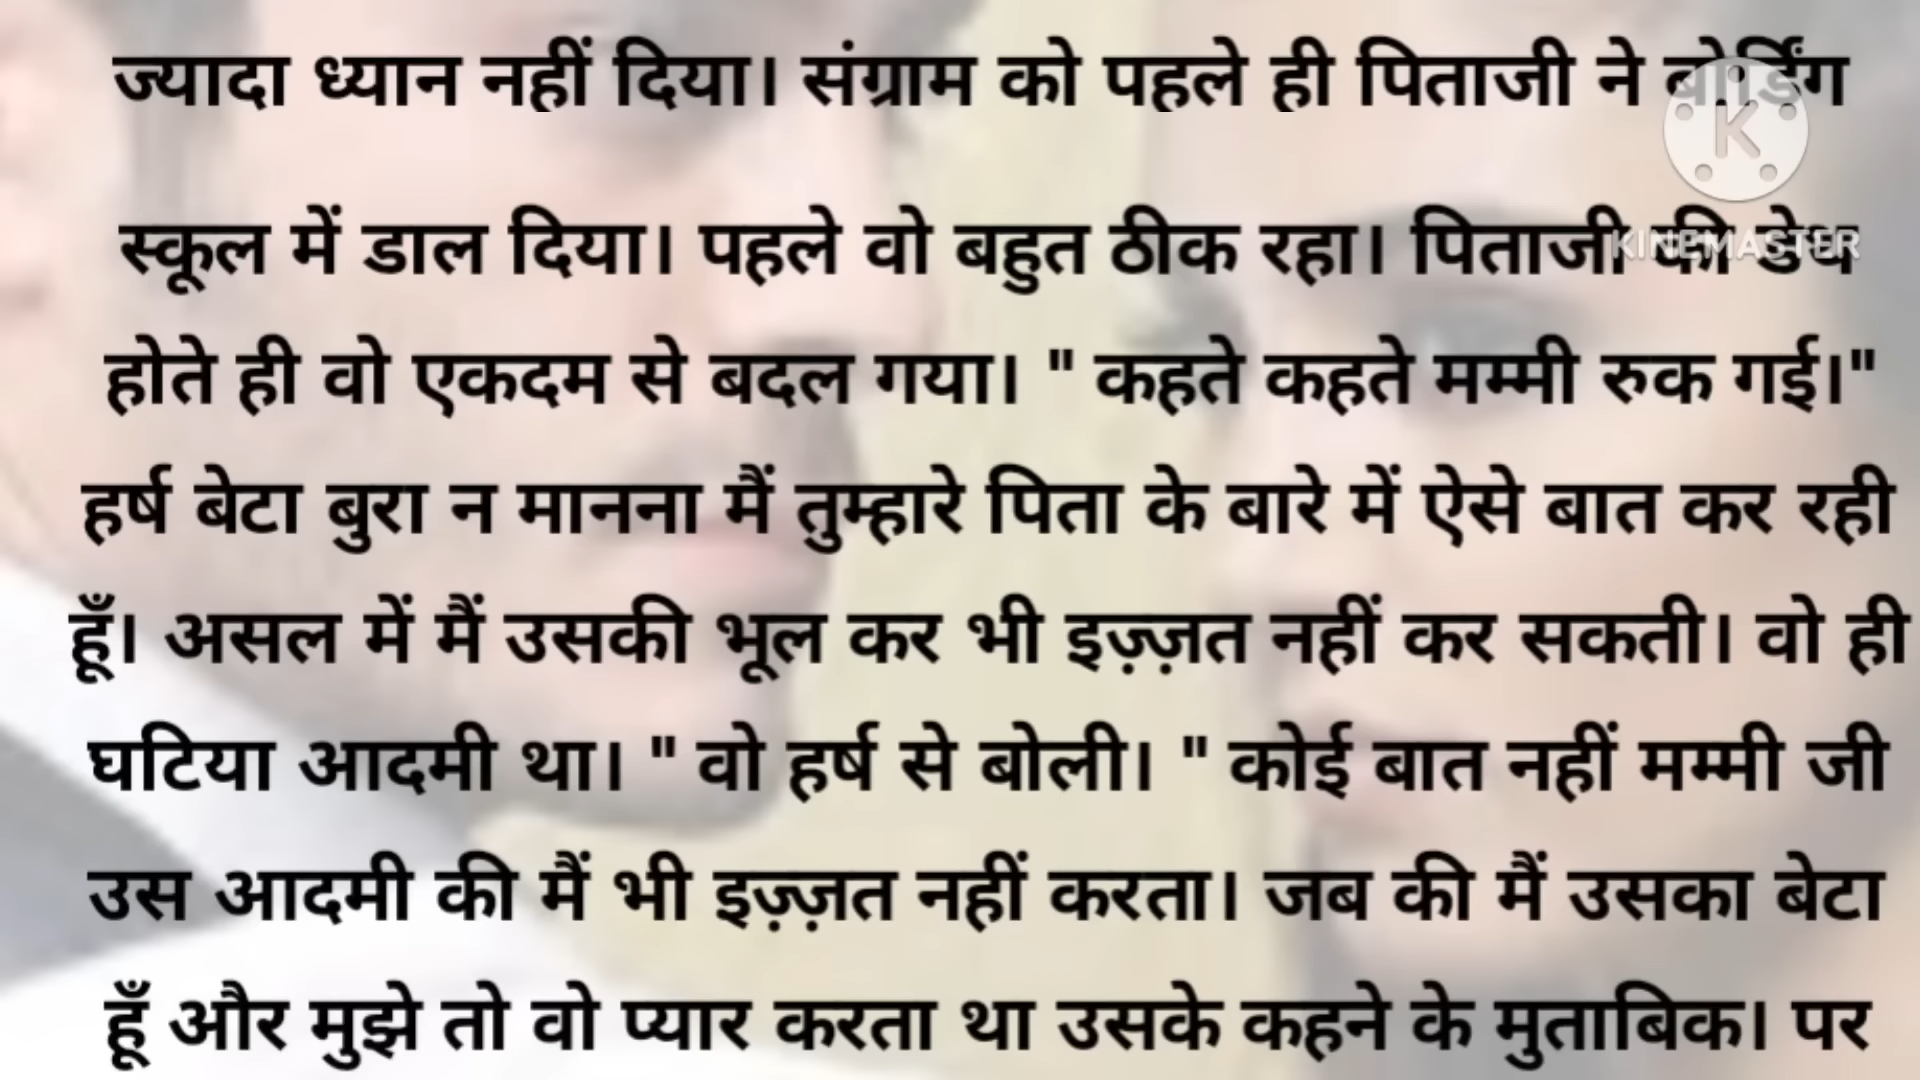 ज्यादा ध्यान नहीं दिया। संग्राम को पहले ही पिताजी ने बोर्डिंग
स्कूल में डाल दिया। पहले वो बहुत ठीक रहा। पिताजी की डेथ
KINEMASTER
होते ही वो एकदम से बदल गया। " कहते कहते मम्मी रुक गई।"
हर्ष बेटा बुरा न मानना मैं तुम्हारे पिता के बारे में ऐसे बात कर रही
हूँ। असल में मैं उसकी भूल कर भी इज़्ज़त नहीं कर सकती। वो ही
घटिया आदमी था। " वो हर्ष से बोली। " कोई बात नहीं मम्मी जी
उस आदमी की मैं भी इज़्ज़त नहीं करता। जब की मैं उसका बेटा
हूँ और मुझे तो वो प्यार करता था उसके कहने के मुताबिक। पर